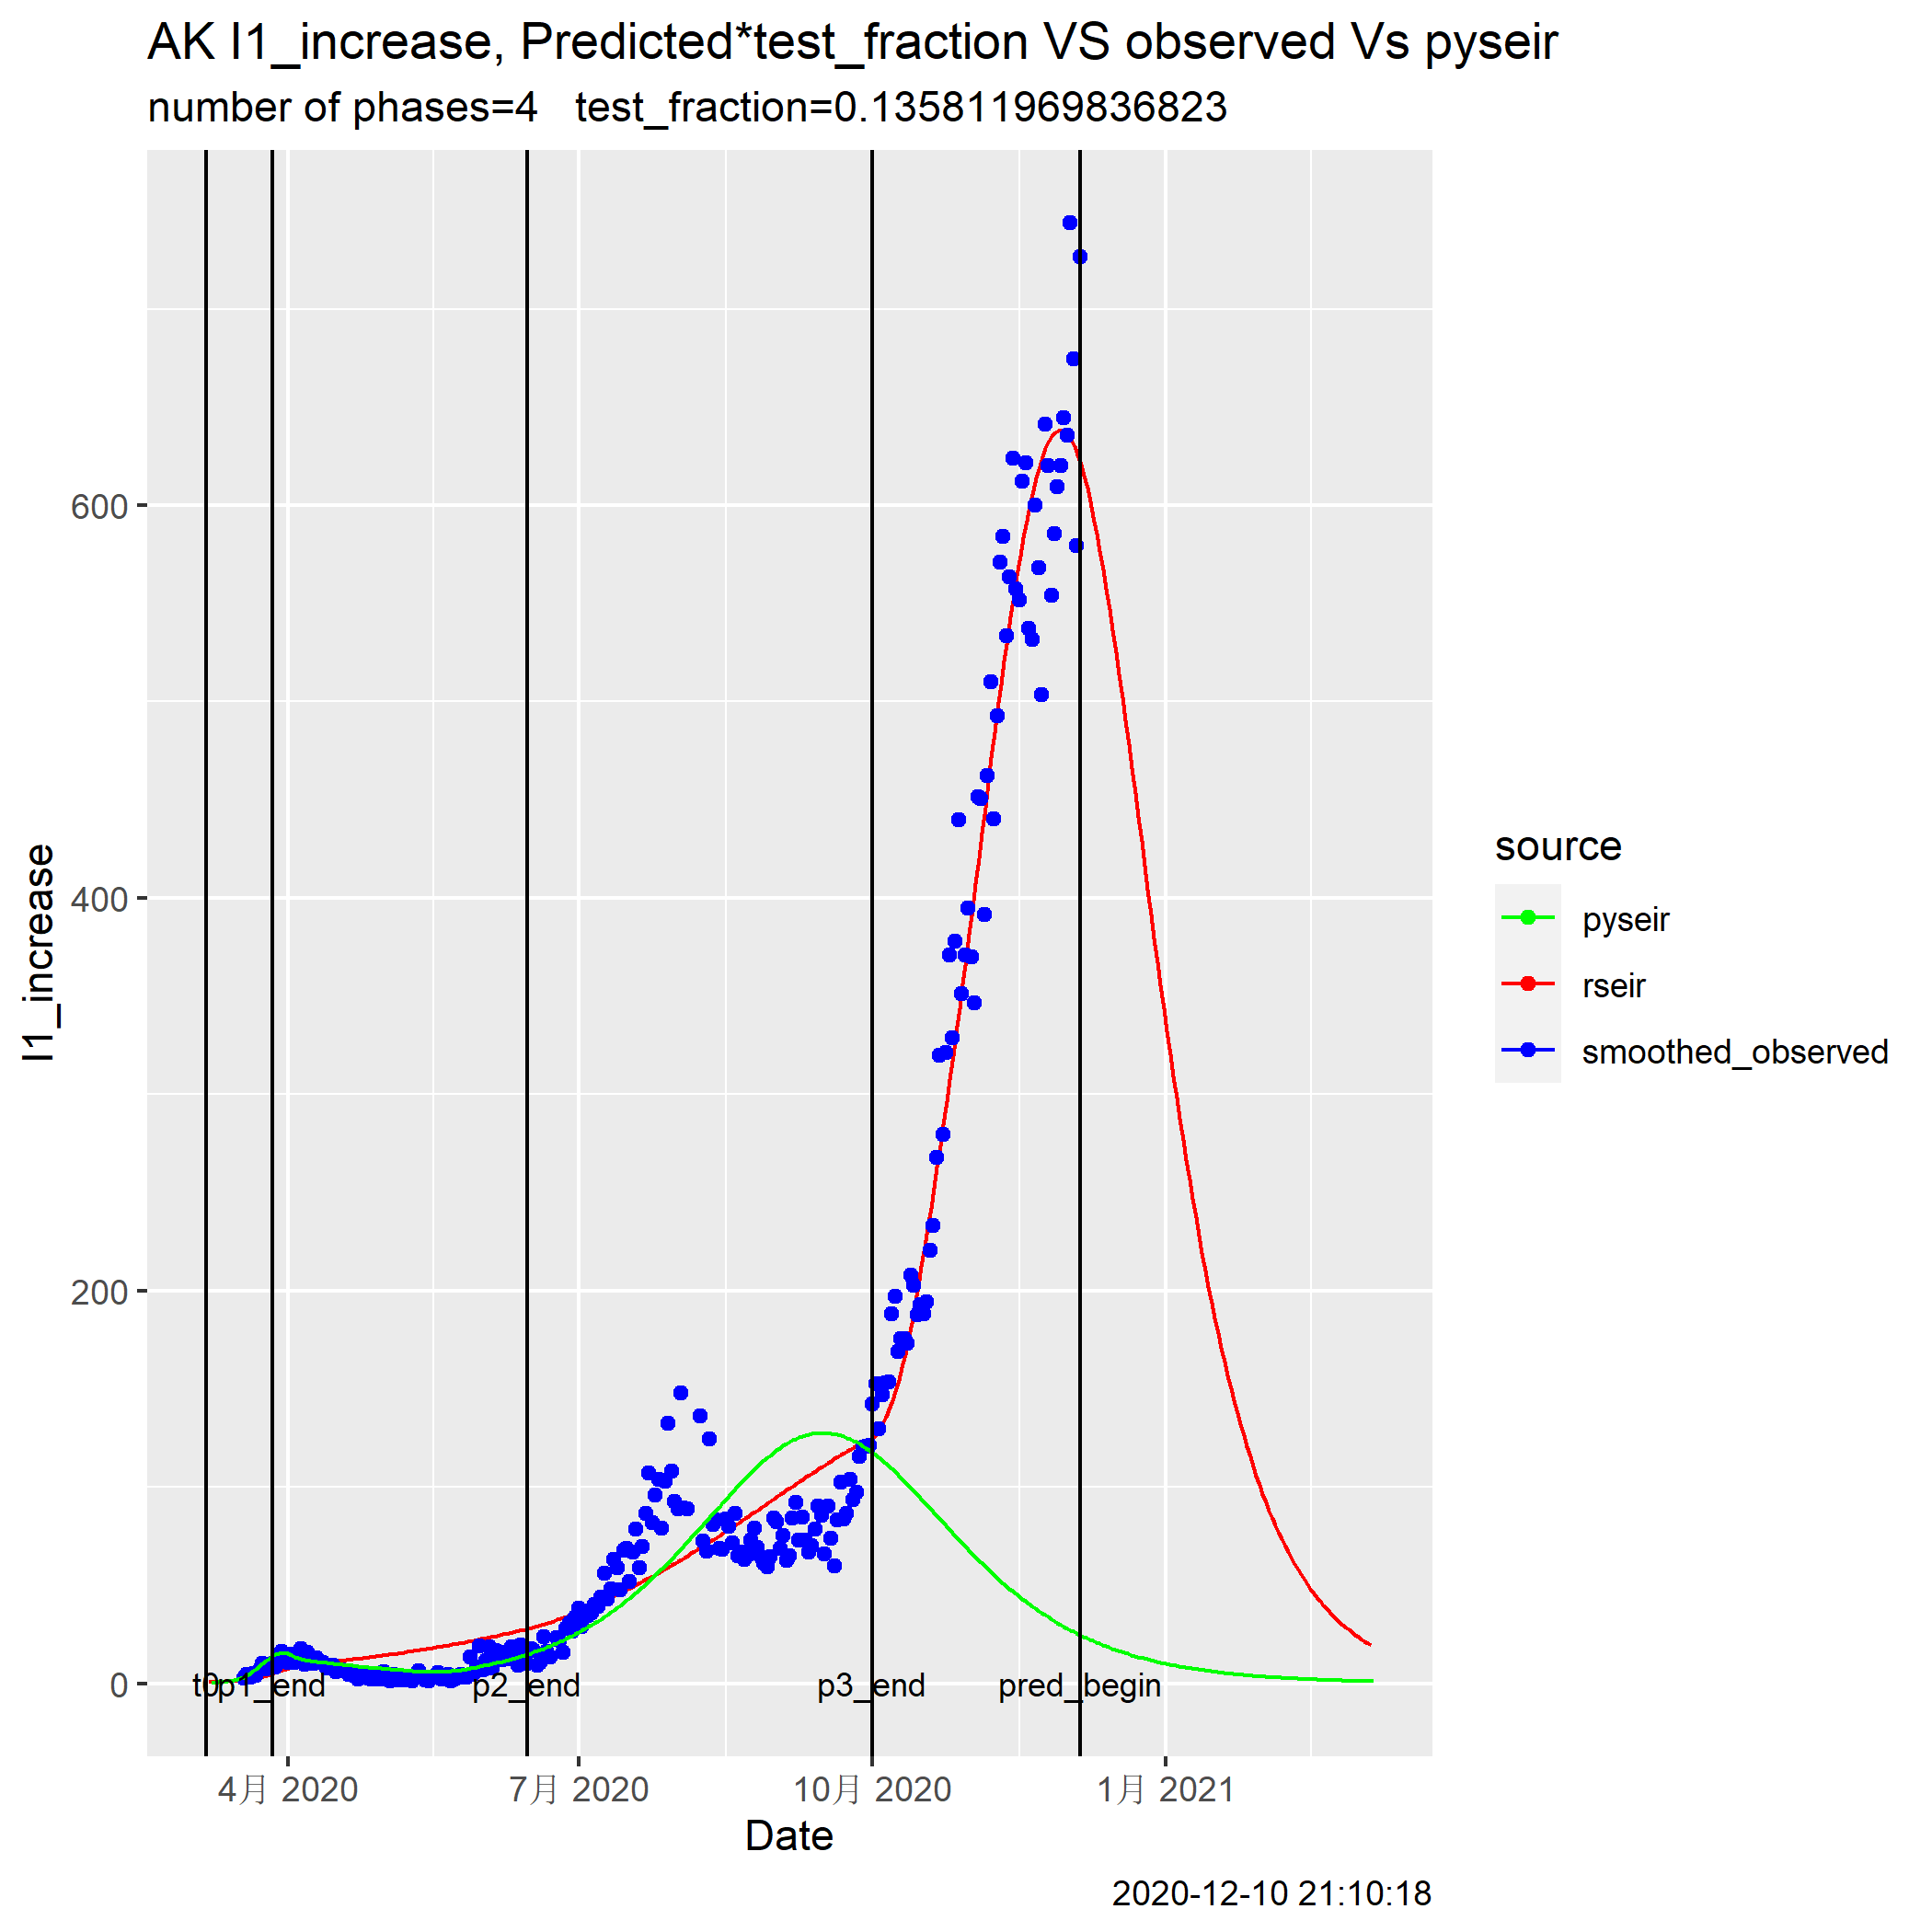 AK I1_increase, Predicted*test_fraction VS observed Vs pyseir
number of phases=4   test_fraction=0.135811969836823
I1_increase
600
400
200
0
t0
p1_end
p2_end
p3_end
pred_begin
4月 2020
7月 2020
10月 2020
1月 2021
Date
source
pyseir
rseir
smoothed_observed
2020-12-10 21:10:18